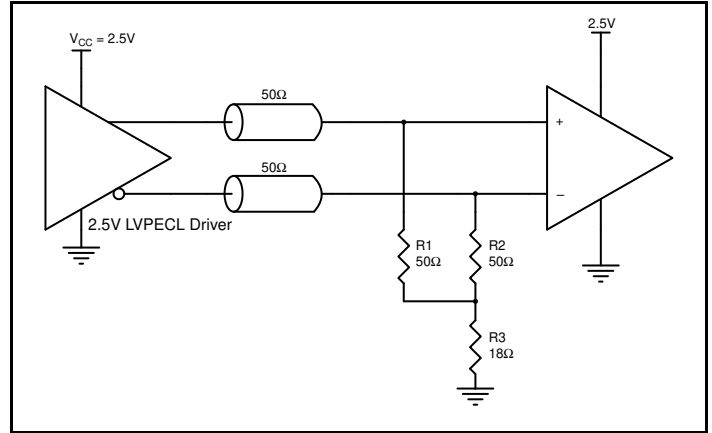 V_CC = 2.5V
2.5V
50Ω
+
50Ω
–
2.5V LVPECL Driver
R1
50Ω
R2
50Ω
R3
18Ω